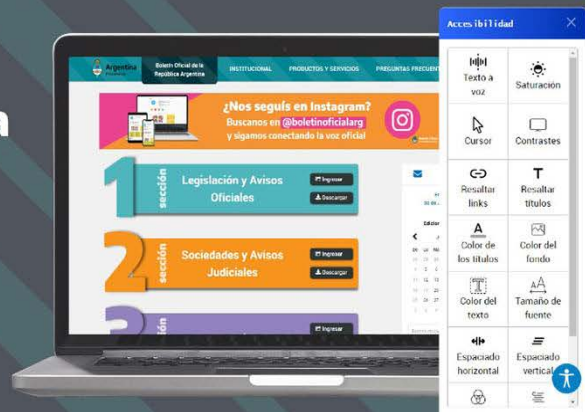 a
Argentina
Boletín Oficial de la
República Argentina
INSTITUCIONAL
PRODUCTOS Y SERVICIOS
PREGUNTAS FRECUENT
¿Nos seguís en Instagram?
Buscanos en @boletinoficialarg
y sigamos conectando la voz oficial
1 sección
Legislación y Avisos
Oficiales
Ingresar
Descargar
2 sección
Sociedades y Avisos
Judiciales
Ingresar
Descargar
3 sección
Ingresar
Accesibilidad
Texto a
voz
Saturación
Cursor
Contrastes
Resaltar
links
Resaltar
títulos
Color de
los títulos
Color del
fondo
Color del
texto
Tamaño de
fuente
Espaciado
horizontal
Espaciado
vertical